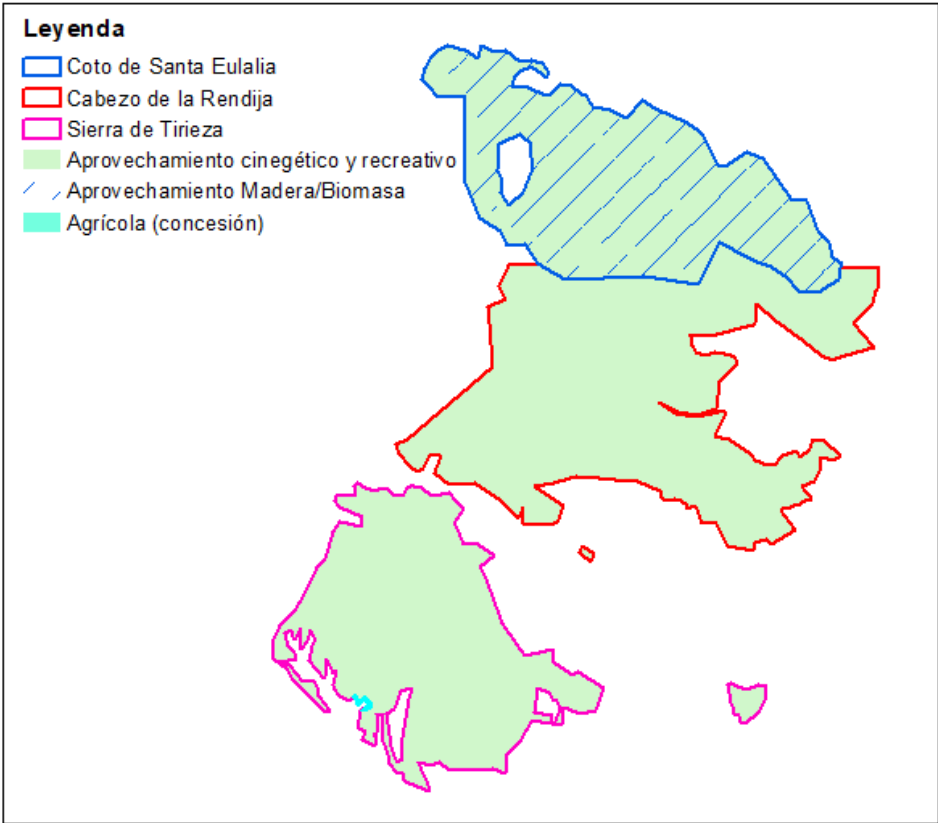 Leyenda
Coto de Santa Eulalia
Cabezo de la Rendija
Sierra de Tirieza
Aprovechamiento cinegético y recreativo
Aprovechamiento Madera/Biomasa
Agrícola (concesión)